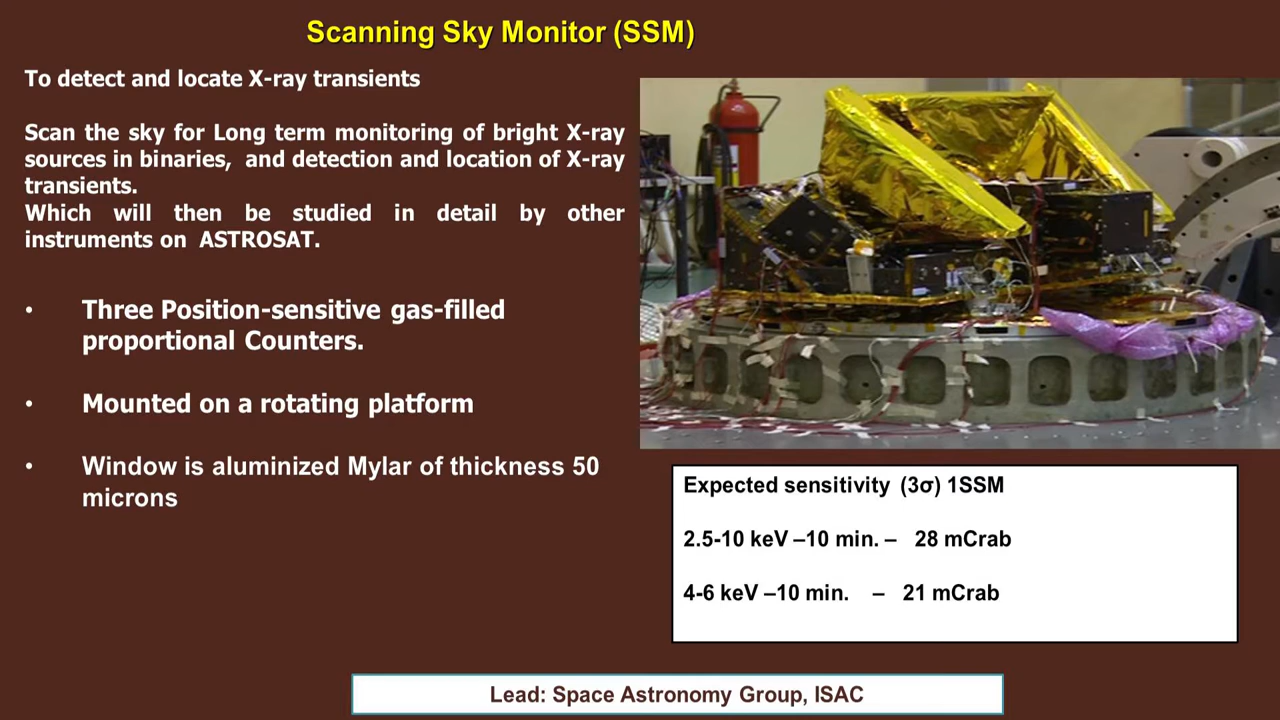 Scanning Sky Monitor (SSM)
To detect and locate X-ray transients
Scan the sky for Long term monitoring of bright X-ray
sources in binaries, and detection and location of X-ray
transients.
Which will then be studied in detail by other
instruments on ASTROSAT.
• Three Position-sensitive gas-filled
proportional Counters.
• Mounted on a rotating platform
• Window is aluminized Mylar of thickness 50
microns
Expected sensitivity (3σ) 1SSM
2.5-10 keV –10 min. – 28 mCrab
4-6 keV –10 min. – 21 mCrab
Lead: Space Astronomy Group, ISAC